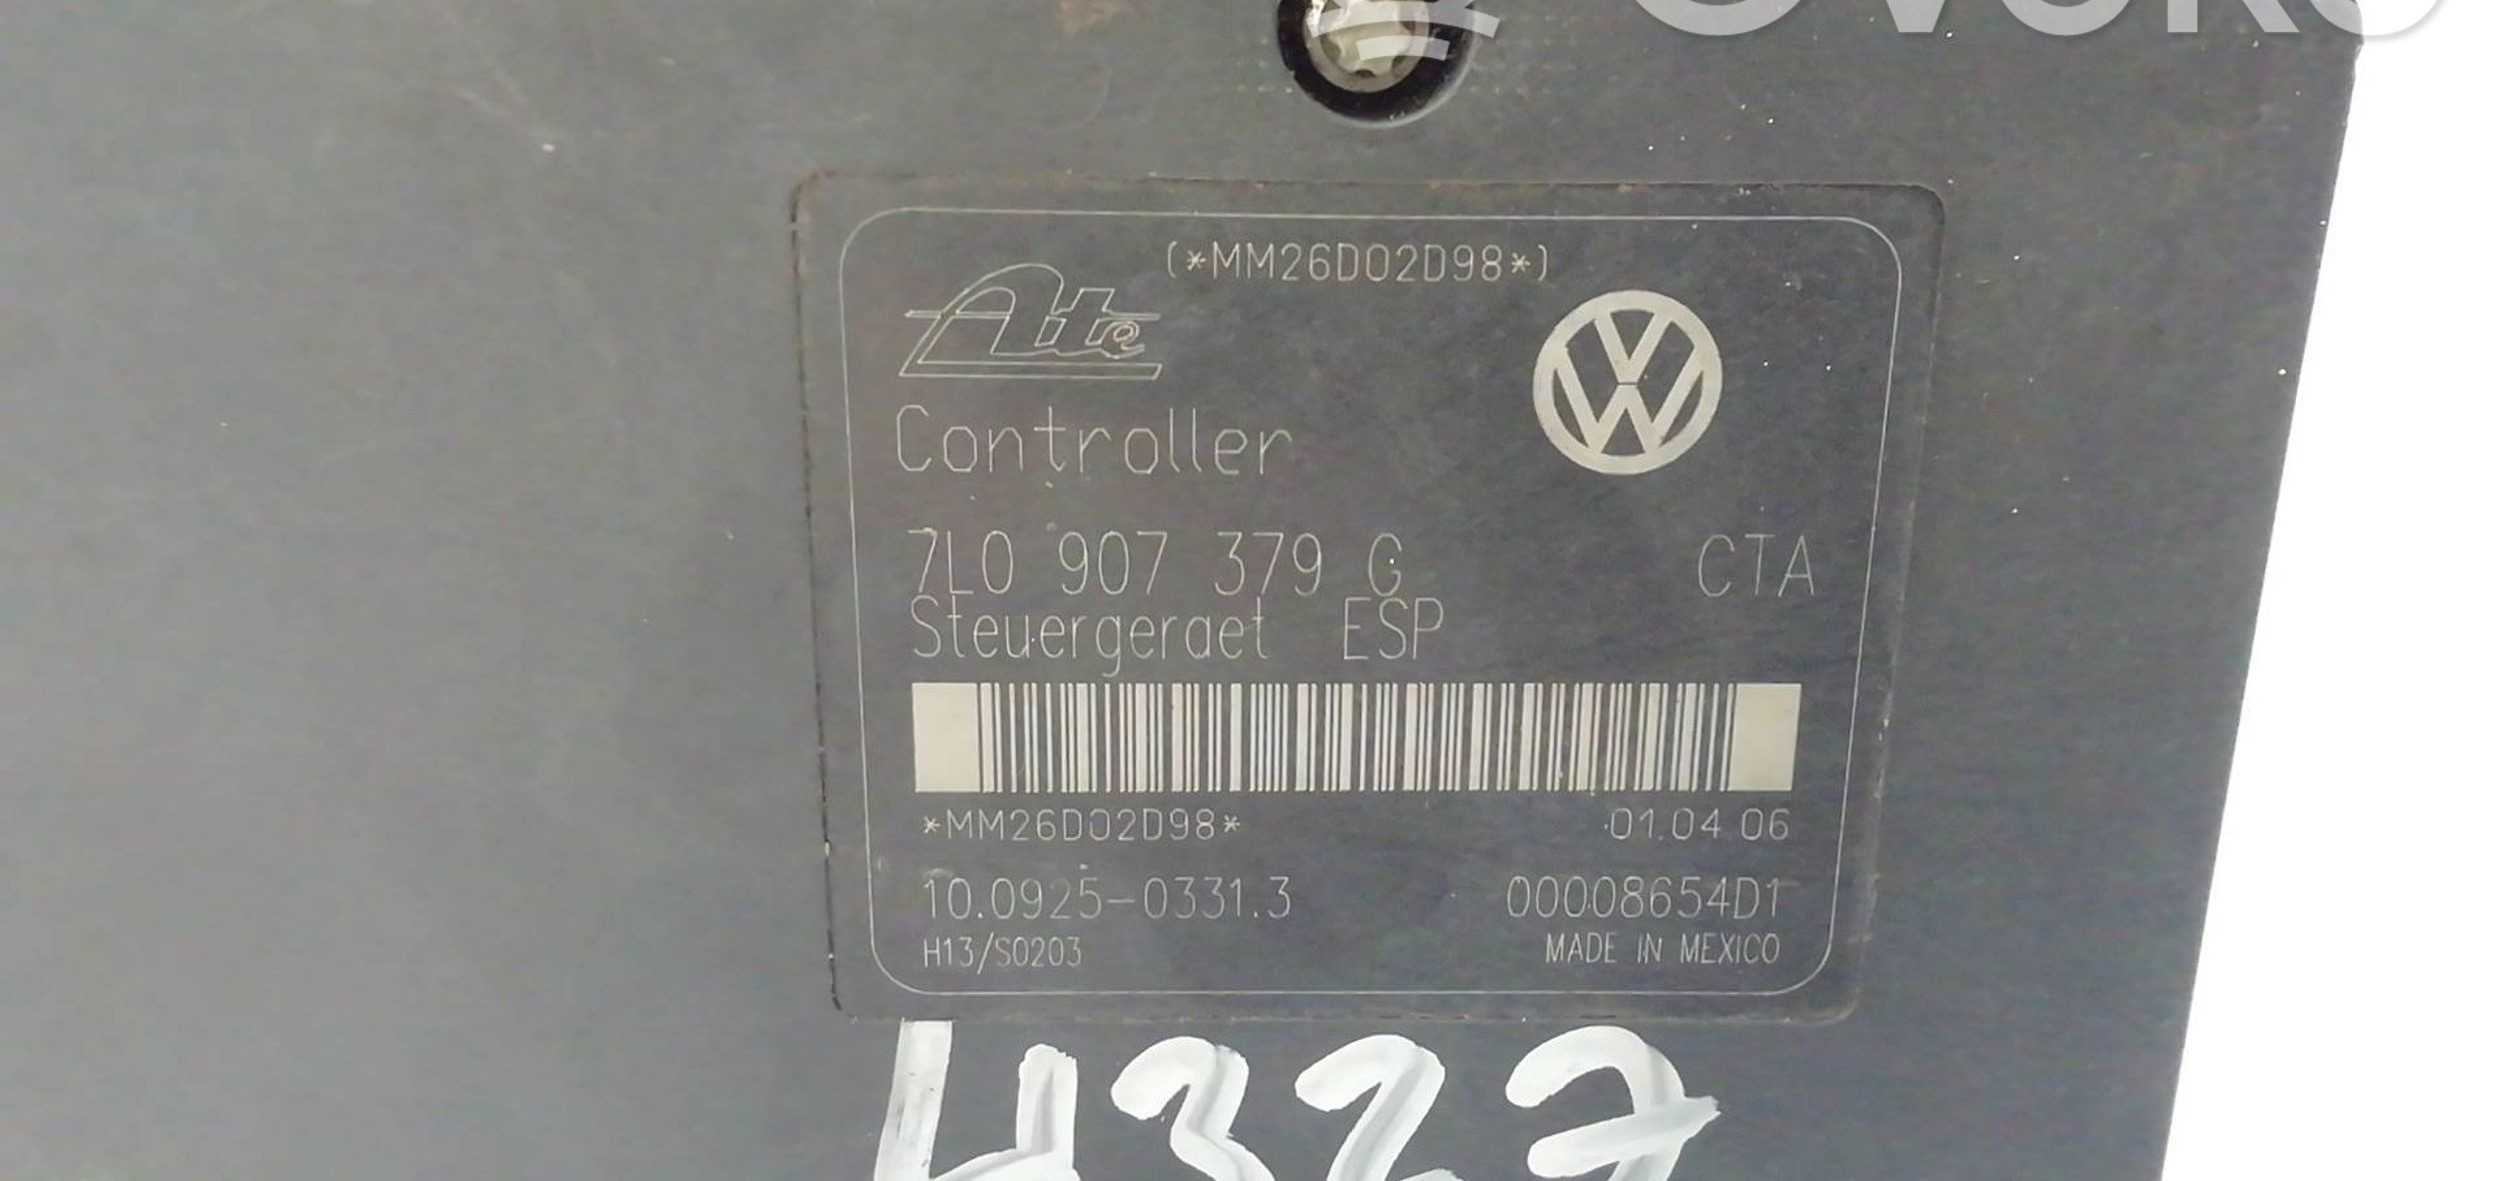 OVOKO
(*MM26D02D98*)
Ate
Controller
7L0 907 379 G CTA
Steuergeraet ESP
*MM26D02D98* 01.04 06
10.0925-0331.3 00008654D1
H13/S0203 MADE IN MEXICO
4327